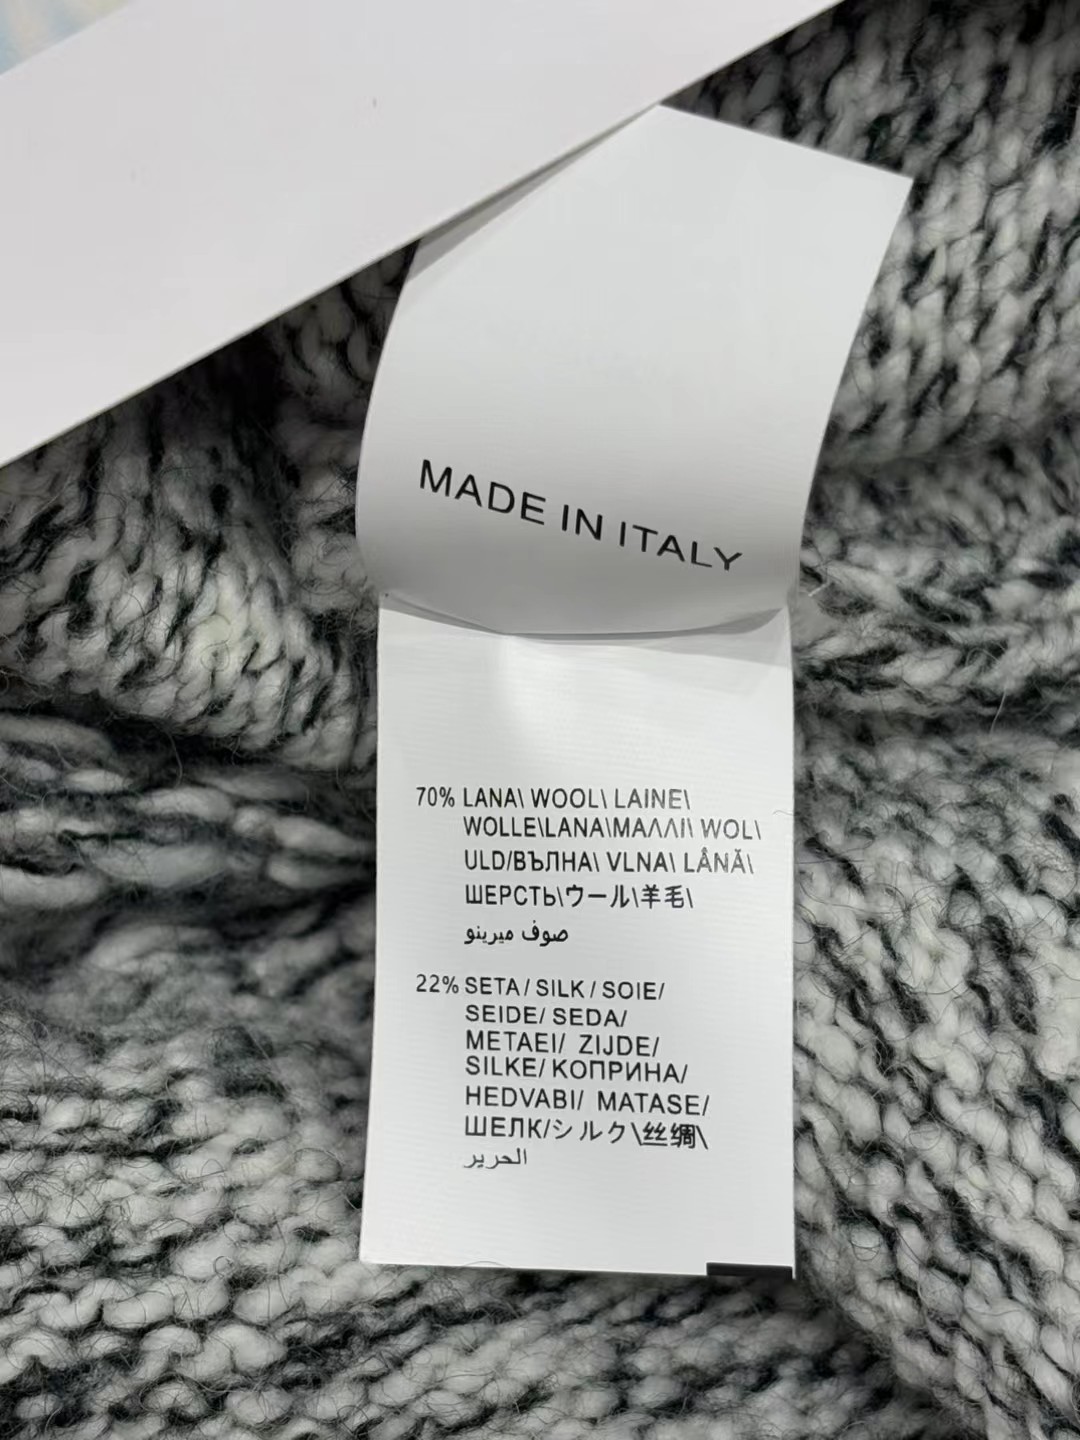 MADE IN ITALY
70% LANA\ WOOL\ LAINE\
WOLLE\LANA\ΜΑΛΛΙ\ WOL\
ULD/ВЪЛНА\ VLNA\ LÂNĂ\
ШЕРСТЬ\ウール\羊毛\
صوف ميرينو
22% SETA / SILK / SOIE/
SEIDE/ SEDA/
METAEI/ ZIJDE/
SILKE/ КОПРИНА/
HEDVABI/ MATASE/
ШЕЛК/シルク\丝绸\
الحرير